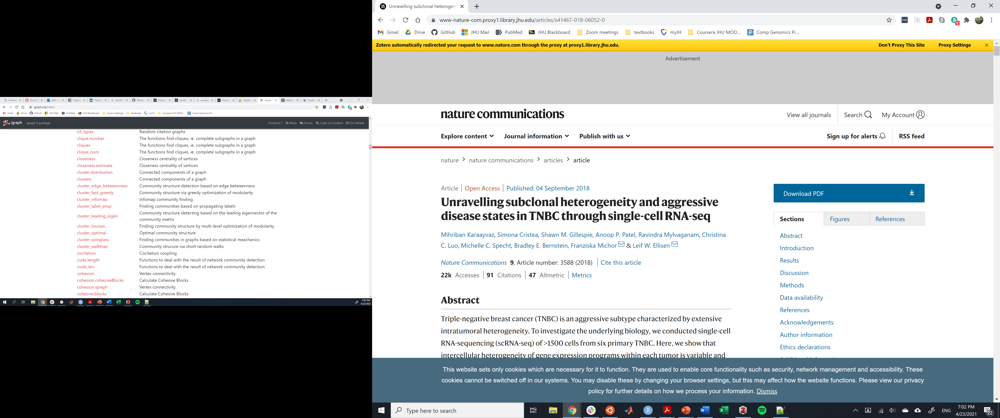 Unravell
Quick St
Mail - A
Preproc
Tissue h
seurat lo
What's t
Using sc
Seurat
powerpo
How to
shadow
igraph R
leiden: R
Clusteri
igraph.org/r/doc/
Gmail Drive GitHub JHU Mail PubMed JHU Blackboard Zoom meetings textbooks myJH Coursera JHU MOO... Comp Genomics Pi...
igraph igraph R package Products News Forum Code of Conduct On GitHub
cit_types Random citation graphs
clique.number The functions find cliques, ie. complete subgraphs in a graph
cliques The functions find cliques, ie. complete subgraphs in a graph
clique_num The functions find cliques, ie. complete subgraphs in a graph
closeness Closeness centrality of vertices
closeness.estimate Closeness centrality of vertices
cluster.distribution Connected components of a graph
clusters Connected components of a graph
cluster_edge_betweenness Community structure detection based on edge betweenness
cluster_fast_greedy Community structure via greedy optimization of modularity
cluster_infomap Infomap community finding
cluster_label_prop Finding communities based on propagating labels
cluster_leading_eigen Community structure detecting based on the leading eigenvector of the
community matrix
cluster_louvain Finding community structure by multi-level optimization of modularity
cluster_optimal Optimal community structure
cluster_spinglass Finding communities in graphs based on statistical meachanics
cluster_walktrap Community strucure via short random walks
cocitation Cocitation coupling
code.length Functions to deal with the result of network community detection
code_len Functions to deal with the result of network community detection
cohesion Vertex connectivity.
cohesion.cohesiveBlocks Calculate Cohesive Blocks
cohesion.igraph Vertex connectivity.
cohesive.blocks Calculate Cohesive Blocks
7:02 PM
4/23/2021
Unravelling subclonal heterogen
www-nature-com.proxy1.library.jhu.edu/articles/s41467-018-06052-0
Gmail Drive GitHub JHU Mail PubMed JHU Blackboard Zoom meetings textbooks myJH Coursera JHU MOO... Comp Genomics Pi...
Zotero automatically redirected your request to www.nature.com through the proxy at proxy1.library.jhu.edu. Don't Proxy This Site Proxy Settings
Advertisement
nature communications View all journals Search My Account
Explore content Journal information Publish with us Sign up for alerts RSS feed
nature > nature communications > articles > article
Article | Open Access | Published: 04 September 2018
Unravelling subclonal heterogeneity and aggressive
disease states in TNBC through single-cell RNA-seq
Mihriban Karaayvaz, Simona Cristea, Shawn M. Gillespie, Anoop P. Patel, Ravindra Mylvaganam, Christina
C. Luo, Michelle C. Specht, Bradley E. Bernstein, Franziska Michor & Leif W. Ellisen
Nature Communications 9, Article number: 3588 (2018) | Cite this article
22k Accesses | 91 Citations | 47 Altmetric | Metrics
Abstract
Triple-negative breast cancer (TNBC) is an aggressive subtype characterized by extensive
intratumoral heterogeneity. To investigate the underlying biology, we conducted single-cell
RNA-sequencing (scRNA-seq) of >1500 cells from six primary TNBC. Here, we show that
intercellular heterogeneity of gene expression programs within each tumor is variable and
Download PDF
Sections Figures References
Abstract
Introduction
Results
Discussion
Methods
Data availability
References
Acknowledgements
Author information
Ethics declarations
This website sets only cookies which are necessary for it to function. They are used to enable core functionality such as security, network management and accessibility. These
cookies cannot be switched off in our systems. You may disable these by changing your browser settings, but this may affect how the website functions. Please view our privacy
policy for further details on how we process your information. Dismiss
Type here to search
ENG
7:02 PM
4/23/2021
22